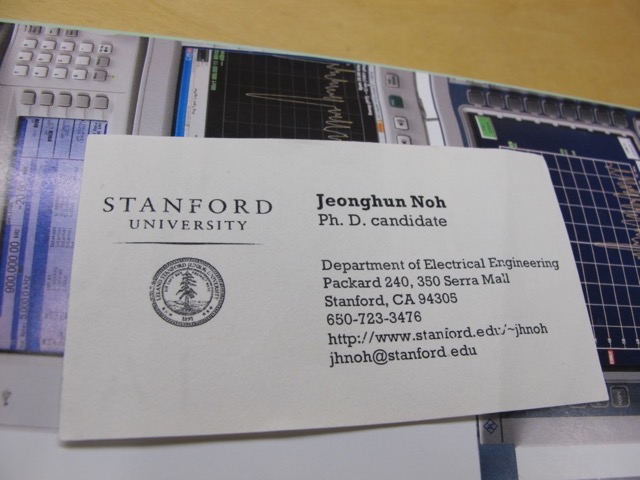 STANFORD
UNIVERSITY
Jeonghun Noh
Ph. D. candidate
Department of Electrical Engineering
Packard 240, 350 Serra Mall
Stanford, CA 94305
650-723-3476
http://www.stanford.edu/~jhnoh
jhnoh@stanford.edu